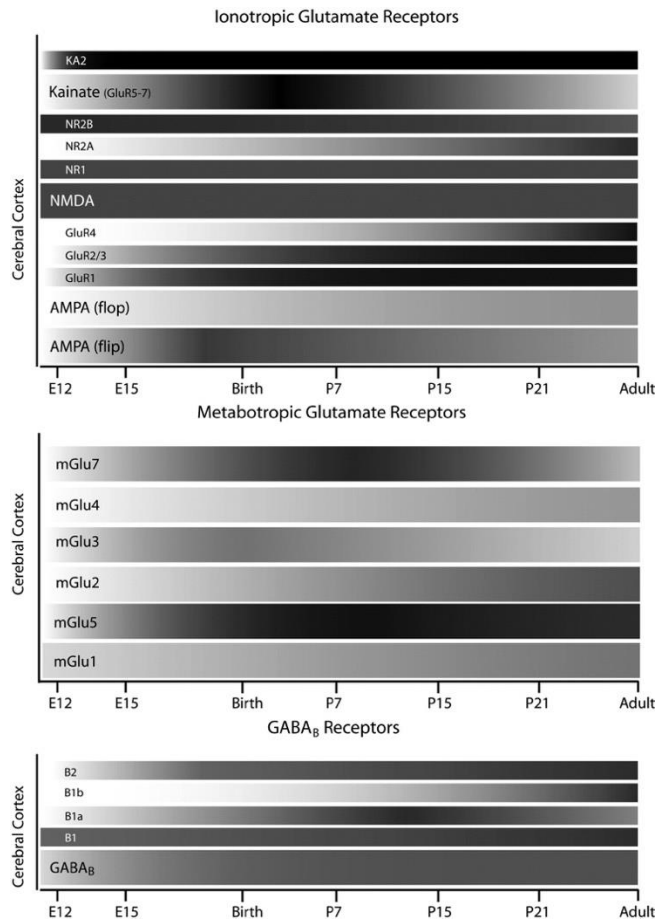 Ionotropic Glutamate Receptors
Cerebral Cortex
KA2
Kainate (GluR5-7)
NR2B
NR2A
NR1
NMDA
GluR4
GluR2/3
GluR1
AMPA (flop)
AMPA (flip)
E12 E15 Birth P7 P15 P21 Adult
Metabotropic Glutamate Receptors
Cerebral Cortex
mGlu7
mGlu4
mGlu3
mGlu2
mGlu5
mGlu1
E12 E15 Birth P7 P15 P21 Adult
GABAB Receptors
Cerebral Cortex
B2
B1b
B1a
B1
GABAB
E12 E15 Birth P7 P15 P21 Adult